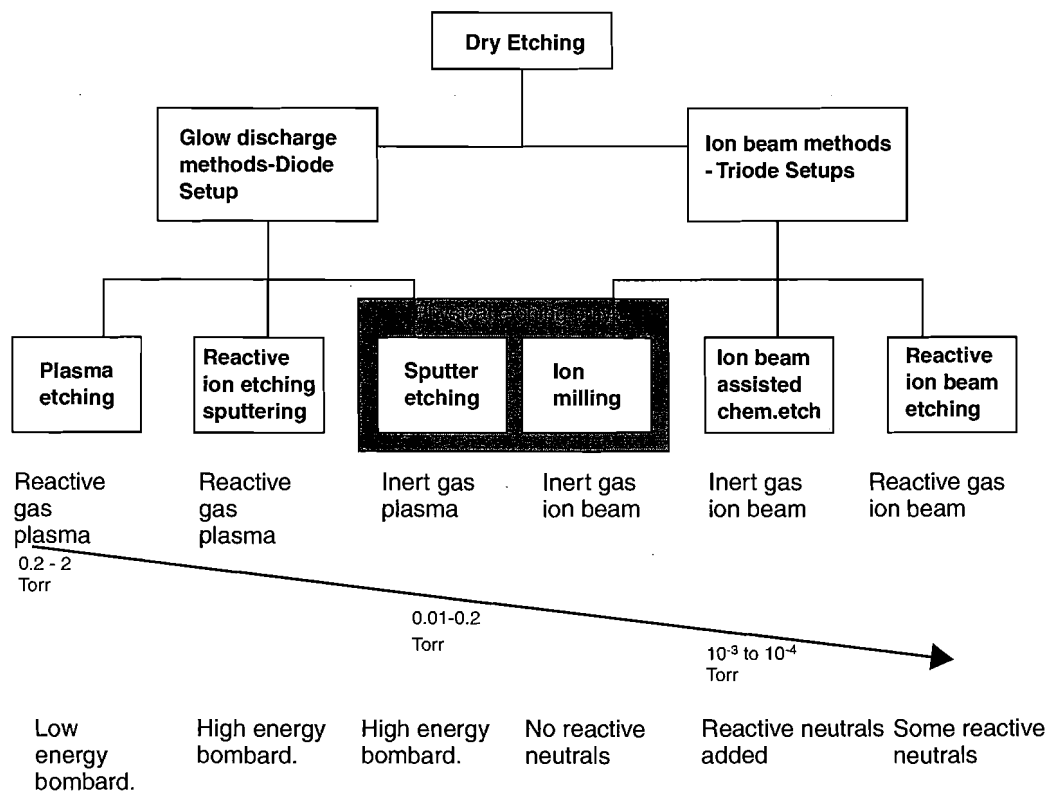 Dry Etching
Glow discharge
methods-Diode
Setup
Ion beam methods
- Triode Setups
Plasma
etching
Reactive
ion etching
sputtering
Sputter
etching
Ion
milling
Ion beam
assisted
chem.etch
Reactive
ion beam
etching
Reactive
gas
plasma
Reactive
gas
plasma
Inert gas
plasma
Inert gas
ion beam
Inert gas
ion beam
Reactive gas
ion beam
0.2 - 2
Torr
0.01-0.2
Torr
10⁻³ to 10⁻⁴
Torr
Low
energy
bombard.
High energy
bombard.
High energy
bombard.
No reactive
neutrals
Reactive neutrals
added
Some reactive
neutrals